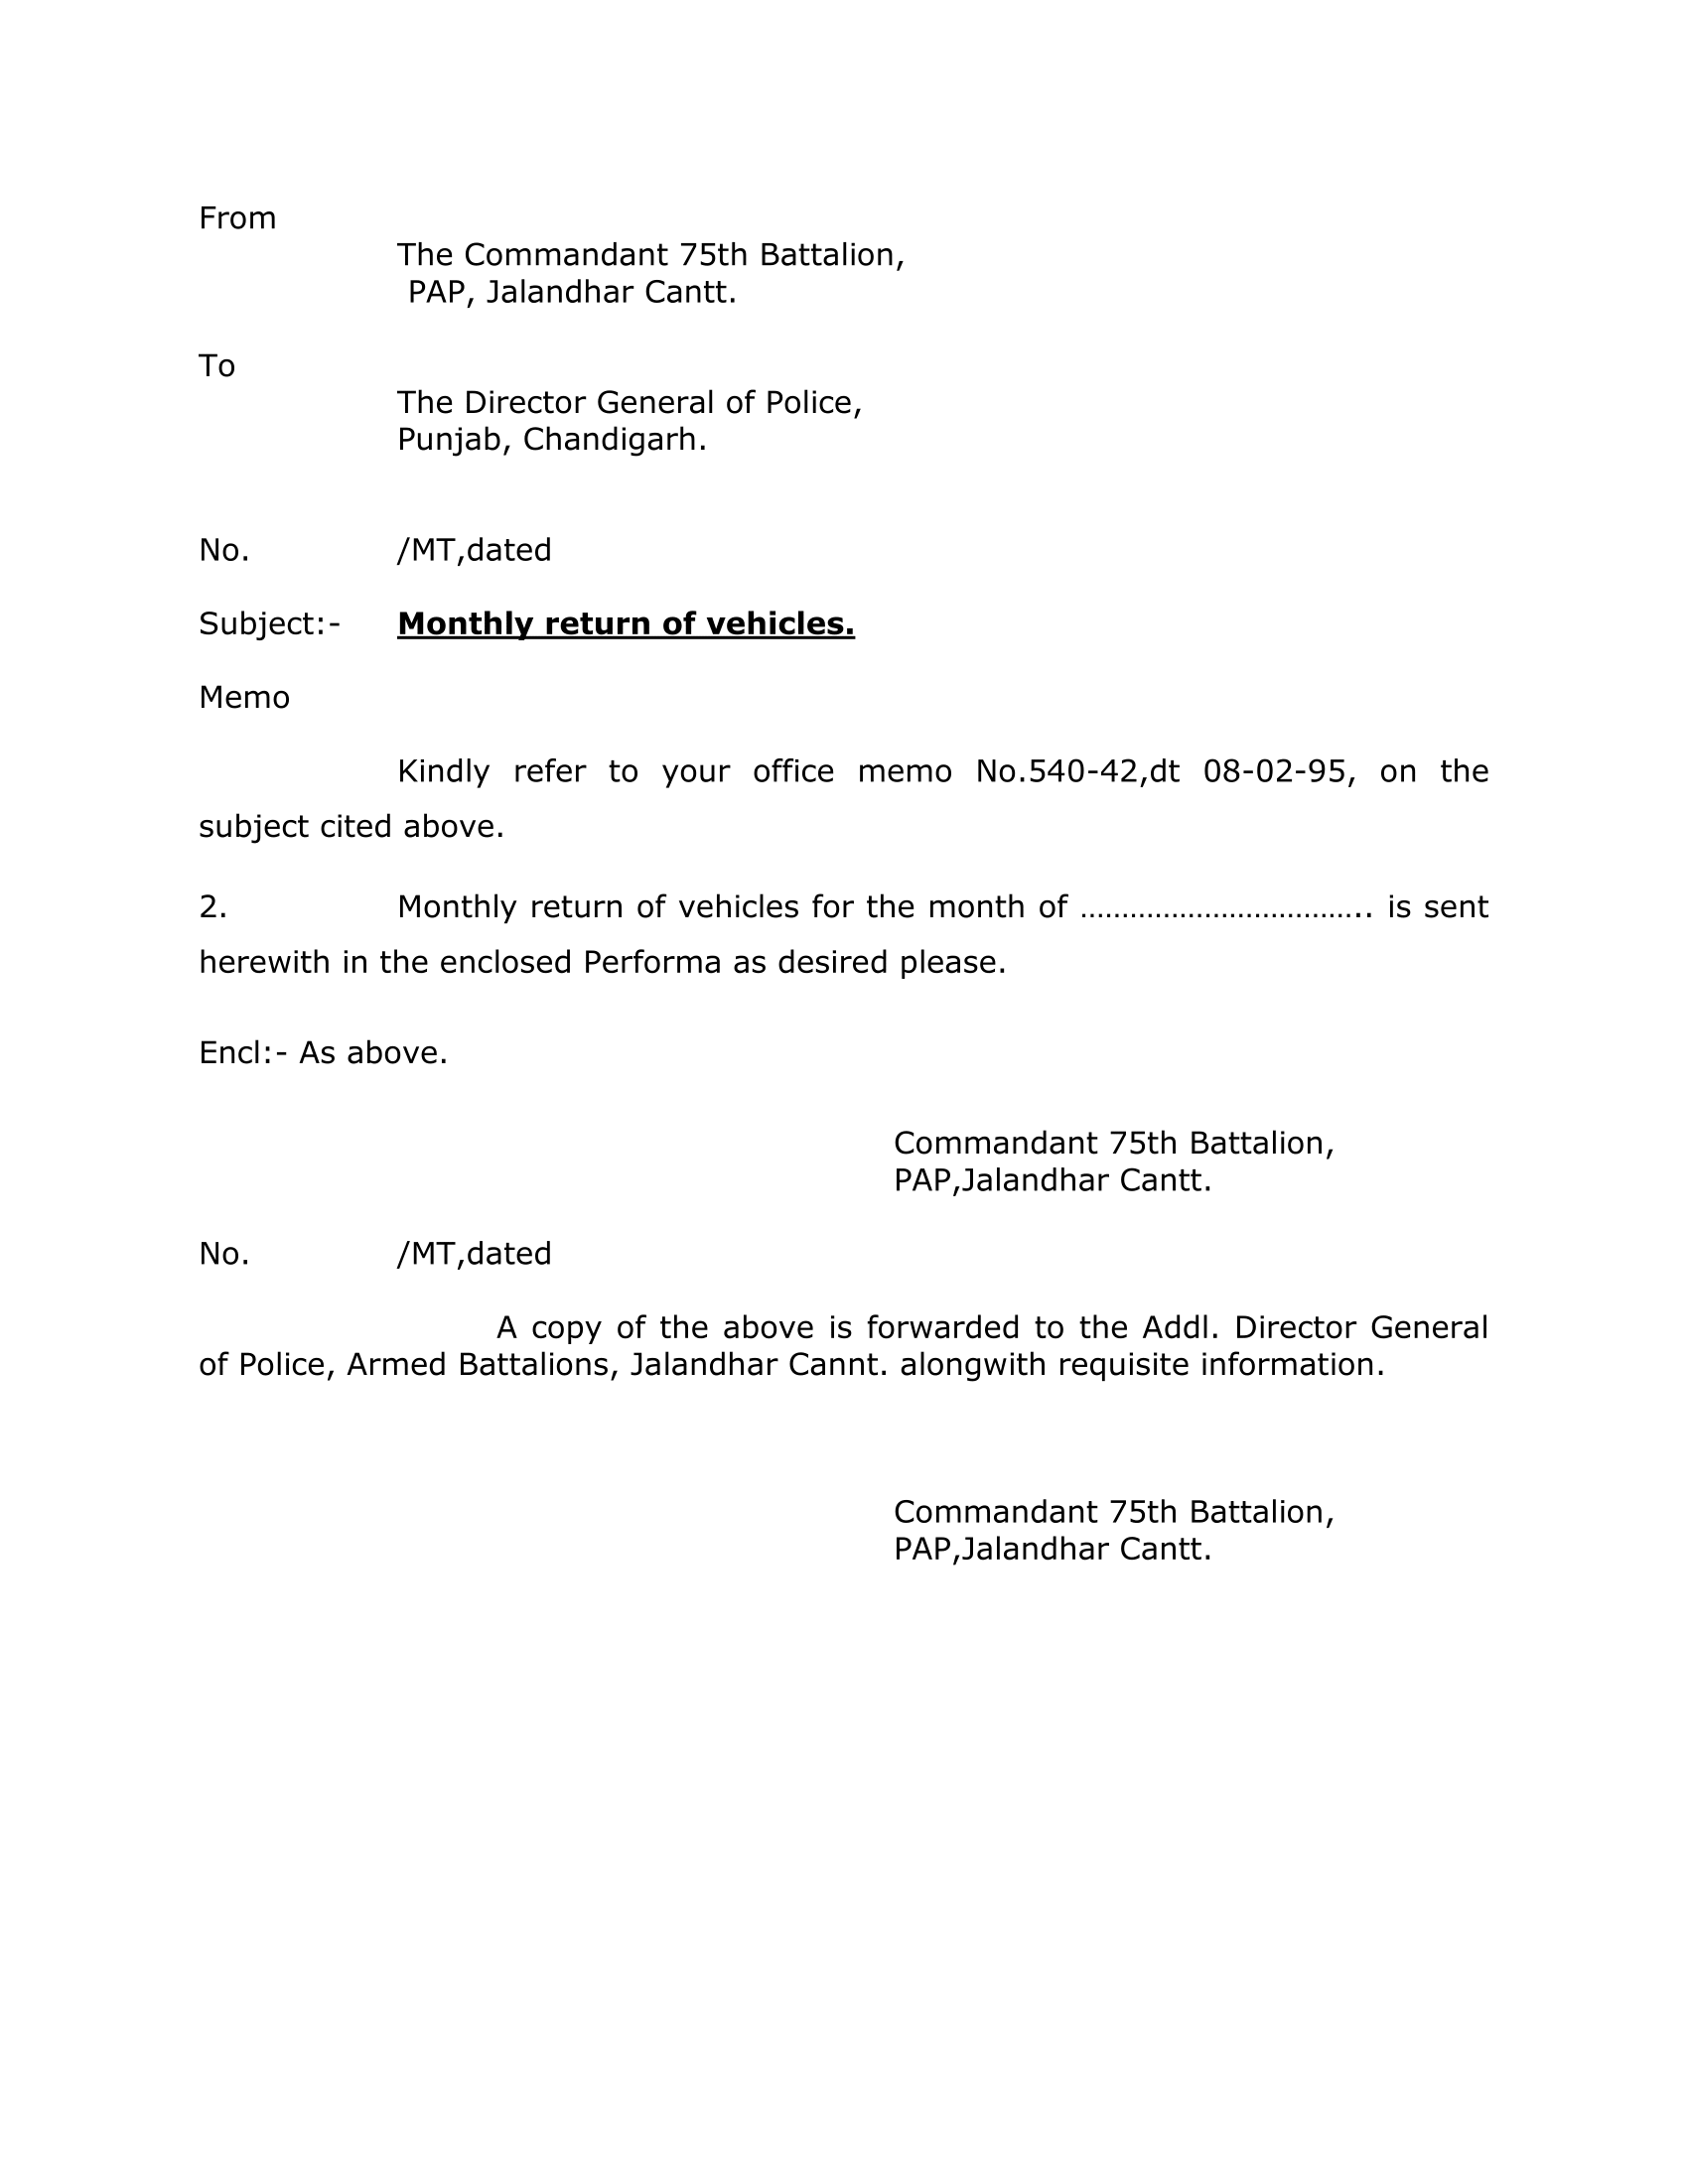 From
The Commandant 75th Battalion,
PAP, Jalandhar Cantt.
To
The Director General of Police,
Punjab, Chandigarh.
No. /MT,dated
Subject:- Monthly return of vehicles.
Memo
Kindly refer to your office memo No.540-42,dt 08-02-95, on the
subject cited above.
2. Monthly return of vehicles for the month of …………………………….. is sent
herewith in the enclosed Performa as desired please.
Encl:- As above.
Commandant 75th Battalion,
PAP,Jalandhar Cantt.
No. /MT,dated
A copy of the above is forwarded to the Addl. Director General
of Police, Armed Battalions, Jalandhar Cannt. alongwith requisite information.
Commandant 75th Battalion,
PAP,Jalandhar Cantt.